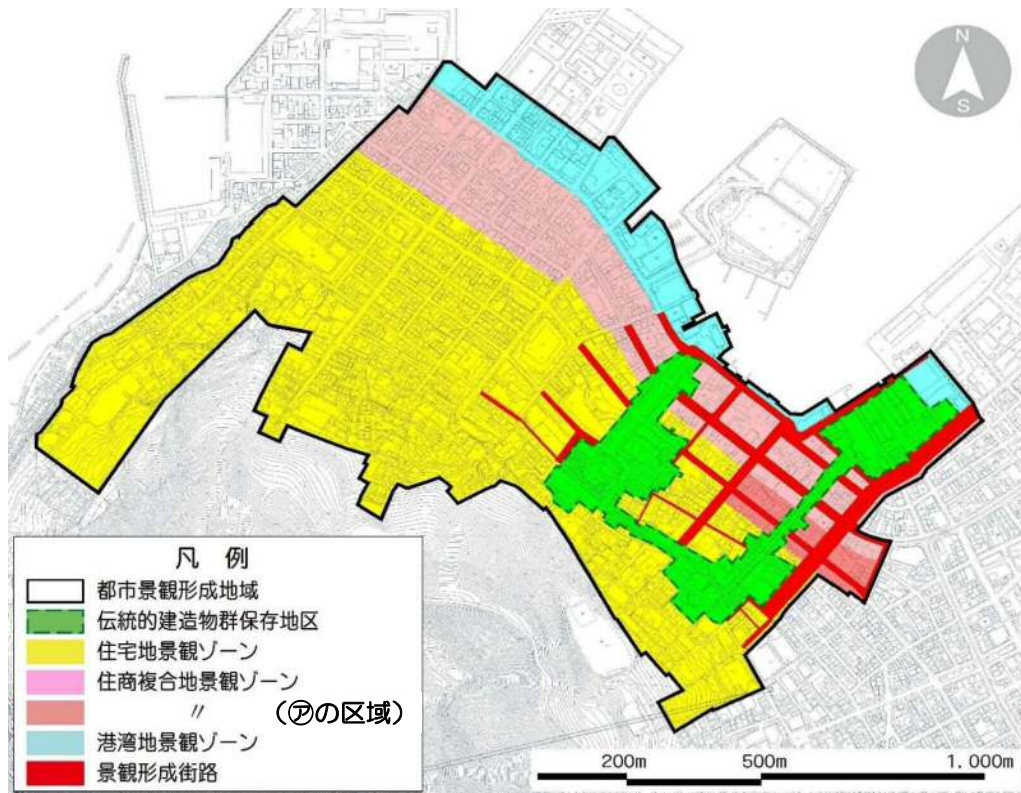 N
S
凡 例
都市景観形成地域
伝統的建造物群保存地区
住宅地景観ゾーン
住商複合地景観ゾーン
〃 (㋐の区域)
港湾地景観ゾーン
景観形成街路
200m 500m 1.000m